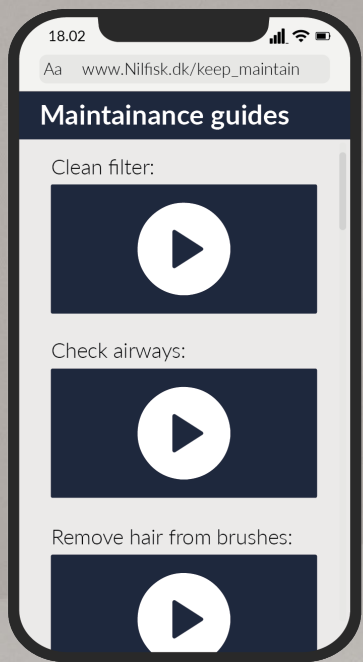 18.02
Aa www.Nilfisk.dk/keep_maintain
Maintainance guides
Clean filter:
Check airways:
Remove hair from brushes: